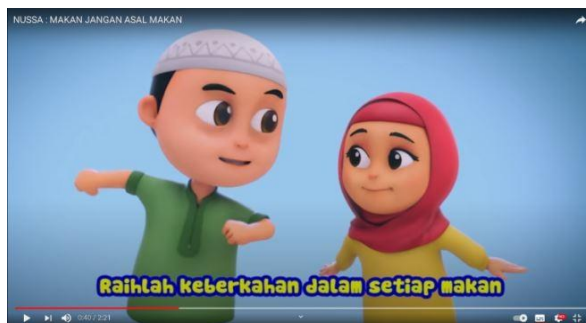 NUSSA : MAKAN JANGAN ASAL MAKAN
Raihlah keberkahan dalam setiap makan
0:40 / 2:21